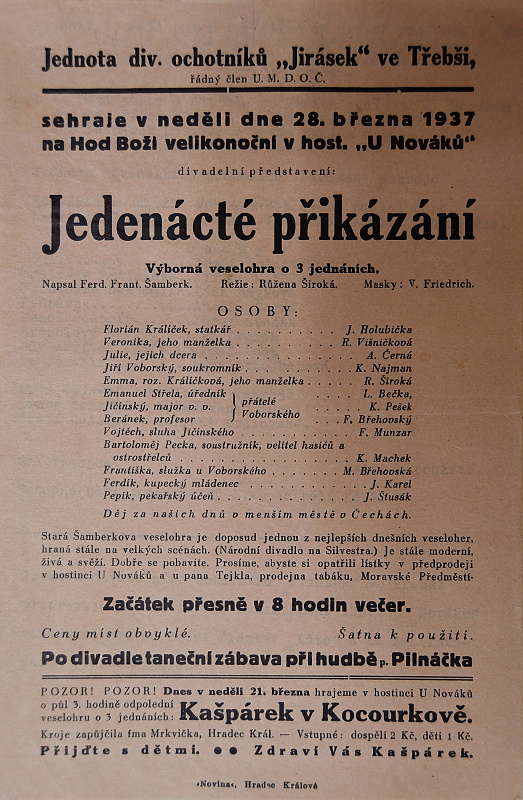 Jednota div. ochotníků „Jirásek“ ve Třebši,
řádný člen U. M. D. O. Č.
sehraje v neděli dne 28. března 1937
na Hod Boží velikonoční v host. „U Nováků“
divadelní představení:
Jedenácté přikázání
Výborná veselohra o 3 jednáních,
Napsal Ferd. Frant. Šamberk. Režie: Růžena Široká. Masky: V. Friedrich.
OSOBY:
Florián Králíček, statkář . . . . . . . . . . J. Holubička
Veronika, jeho manželka . . . . . . . . . . R. Višničková
Julie, jejich dcera . . . . . . . . . . . . . A. Černá
Jiří Voborský, soukromník . . . . . . . . . K. Najman
Emma, roz. Králíčková, jeho manželka . . . . . R. Široká
Emanuel Střela, úředník } přátelé Voborského . . . . . L. Bečka,
Jičínský, major v. v. } přátelé Voborského . . . . . K. Pešek
Beránek, profesor } přátelé Voborského . . . F. Břehovský
Vojtěch, sluha Jičínského . . . . . . . . . . F. Munzar
Bartoloměj Pecka, soustružník, velitel hasičů a
ostrostřelců . . . . . . . . . . . . . . K. Machek
Františka, služka u Voborského . . . . . . . M. Břehovská
Ferdík, kupecký mládenec . . . . . . . . . . J. Karel
Pepík, pekařský učeň . . . . . . . . . . . . J. Štusák
Děj za našich dnů v menším městě v Čechách.
Stará Šamberkova veselohra je doposud jednou z nejlepších dnešních veseloher,
hraná stále na velkých scénách. (Národní divadlo na Silvestra.) Je stále moderní,
živá a svěží. Dobře se pobavíte. Prosíme, abyste si opatřili lístky v předprodeji
v hostinci U Nováků a u pana Tejkla, prodejna tabáku, Moravské Předměstí.
Začátek přesně v 8 hodin večer.
Ceny míst obvyklé. Šatna k použití.
Po divadle taneční zábava při hudbě p. Pilnáčka
POZOR! POZOR! Dnes v neděli 21. března hrajeme v hostinci U Nováků
o půl 3. hodině odpolední
veselohru o 3 jednáních: Kašpárek v Kocourkově.
Kroje zapůjčila fma Mrkvička, Hradec Král. — Vstupné: dospělí 2 Kč, děti 1 Kč.
Přijďte s dětmi. ●● Zdraví Vás Kašpárek.
»Novina«, Hradec Králové